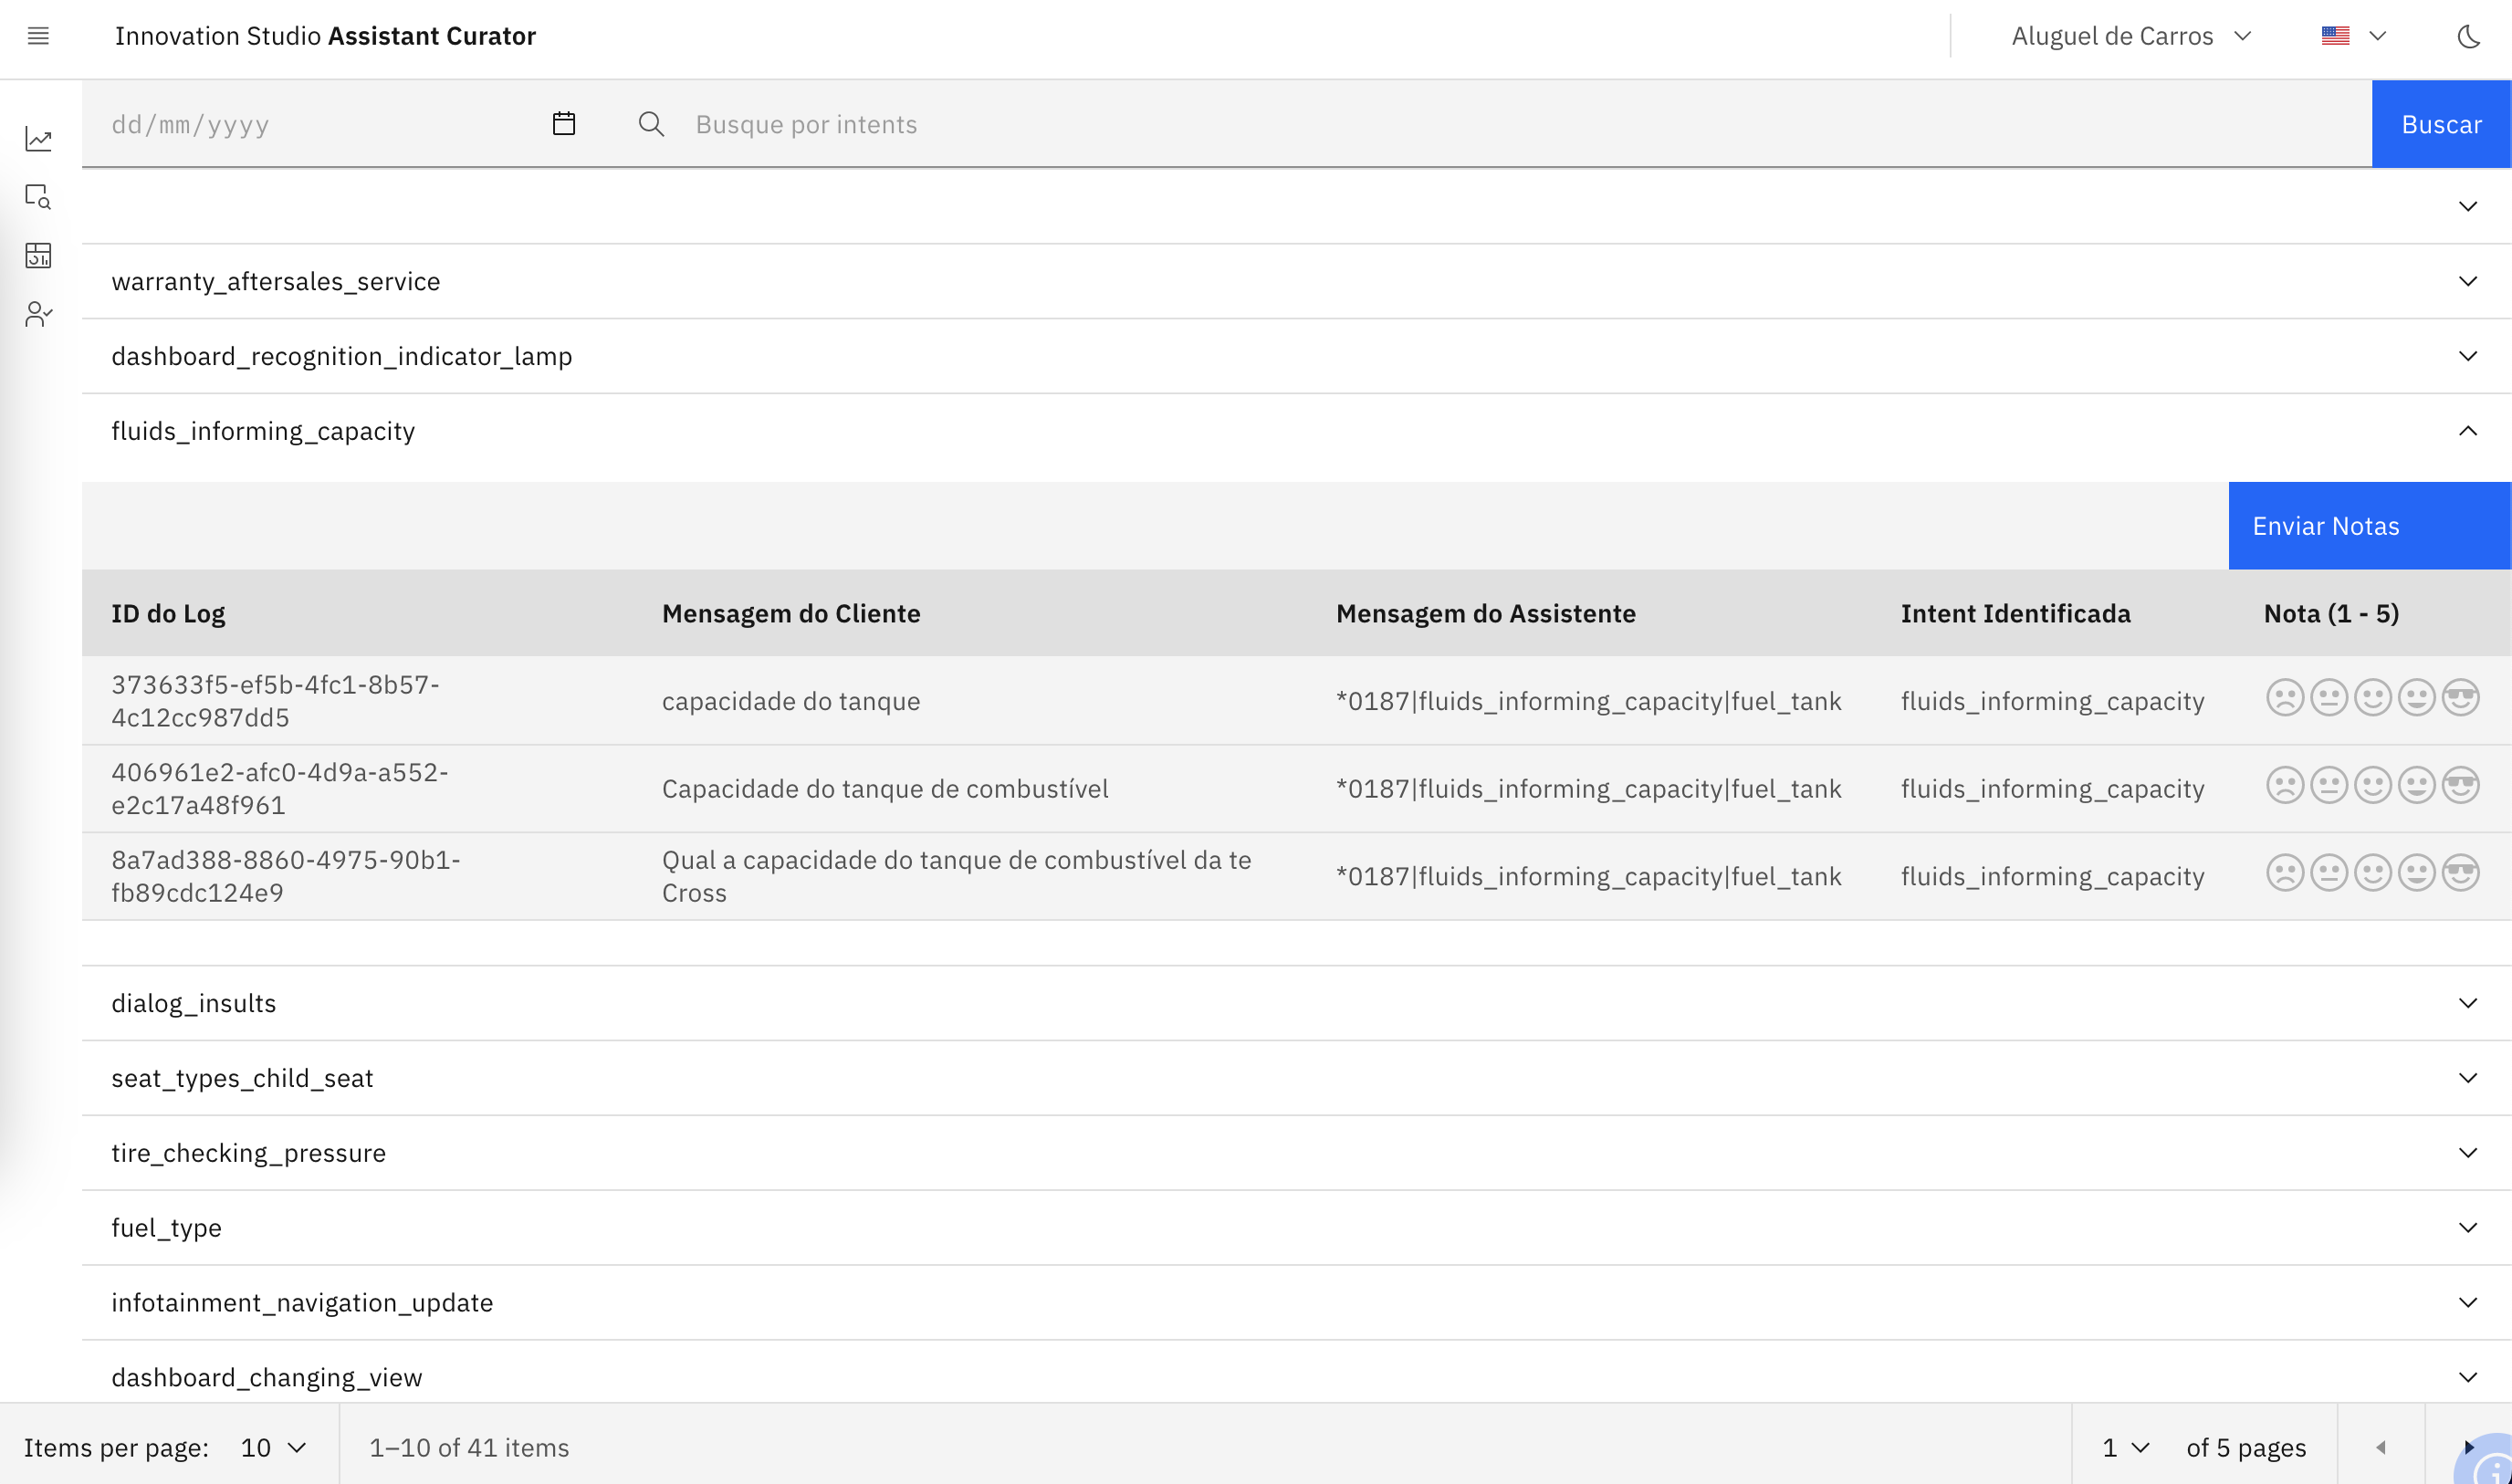 Innovation Studio Assistant Curator
Aluguel de Carros
dd/mm/yyyy
Busque por intents
Buscar
warranty_aftersales_service
dashboard_recognition_indicator_lamp
fluids_informing_capacity
Enviar Notas
ID do Log Mensagem do Cliente Mensagem do Assistente Intent Identificada Nota (1 - 5)
373633f5-ef5b-4fc1-8b57-
4c12cc987dd5
capacidade do tanque
*0187|fluids_informing_capacity|fuel_tank
fluids_informing_capacity
406961e2-afc0-4d9a-a552-
e2c17a48f961
Capacidade do tanque de combustível
*0187|fluids_informing_capacity|fuel_tank
fluids_informing_capacity
8a7ad388-8860-4975-90b1-
fb89cdc124e9
Qual a capacidade do tanque de combustível da te
Cross
*0187|fluids_informing_capacity|fuel_tank
fluids_informing_capacity
dialog_insults
seat_types_child_seat
tire_checking_pressure
fuel_type
infotainment_navigation_update
dashboard_changing_view
Items per page: 10
1–10 of 41 items
1 of 5 pages